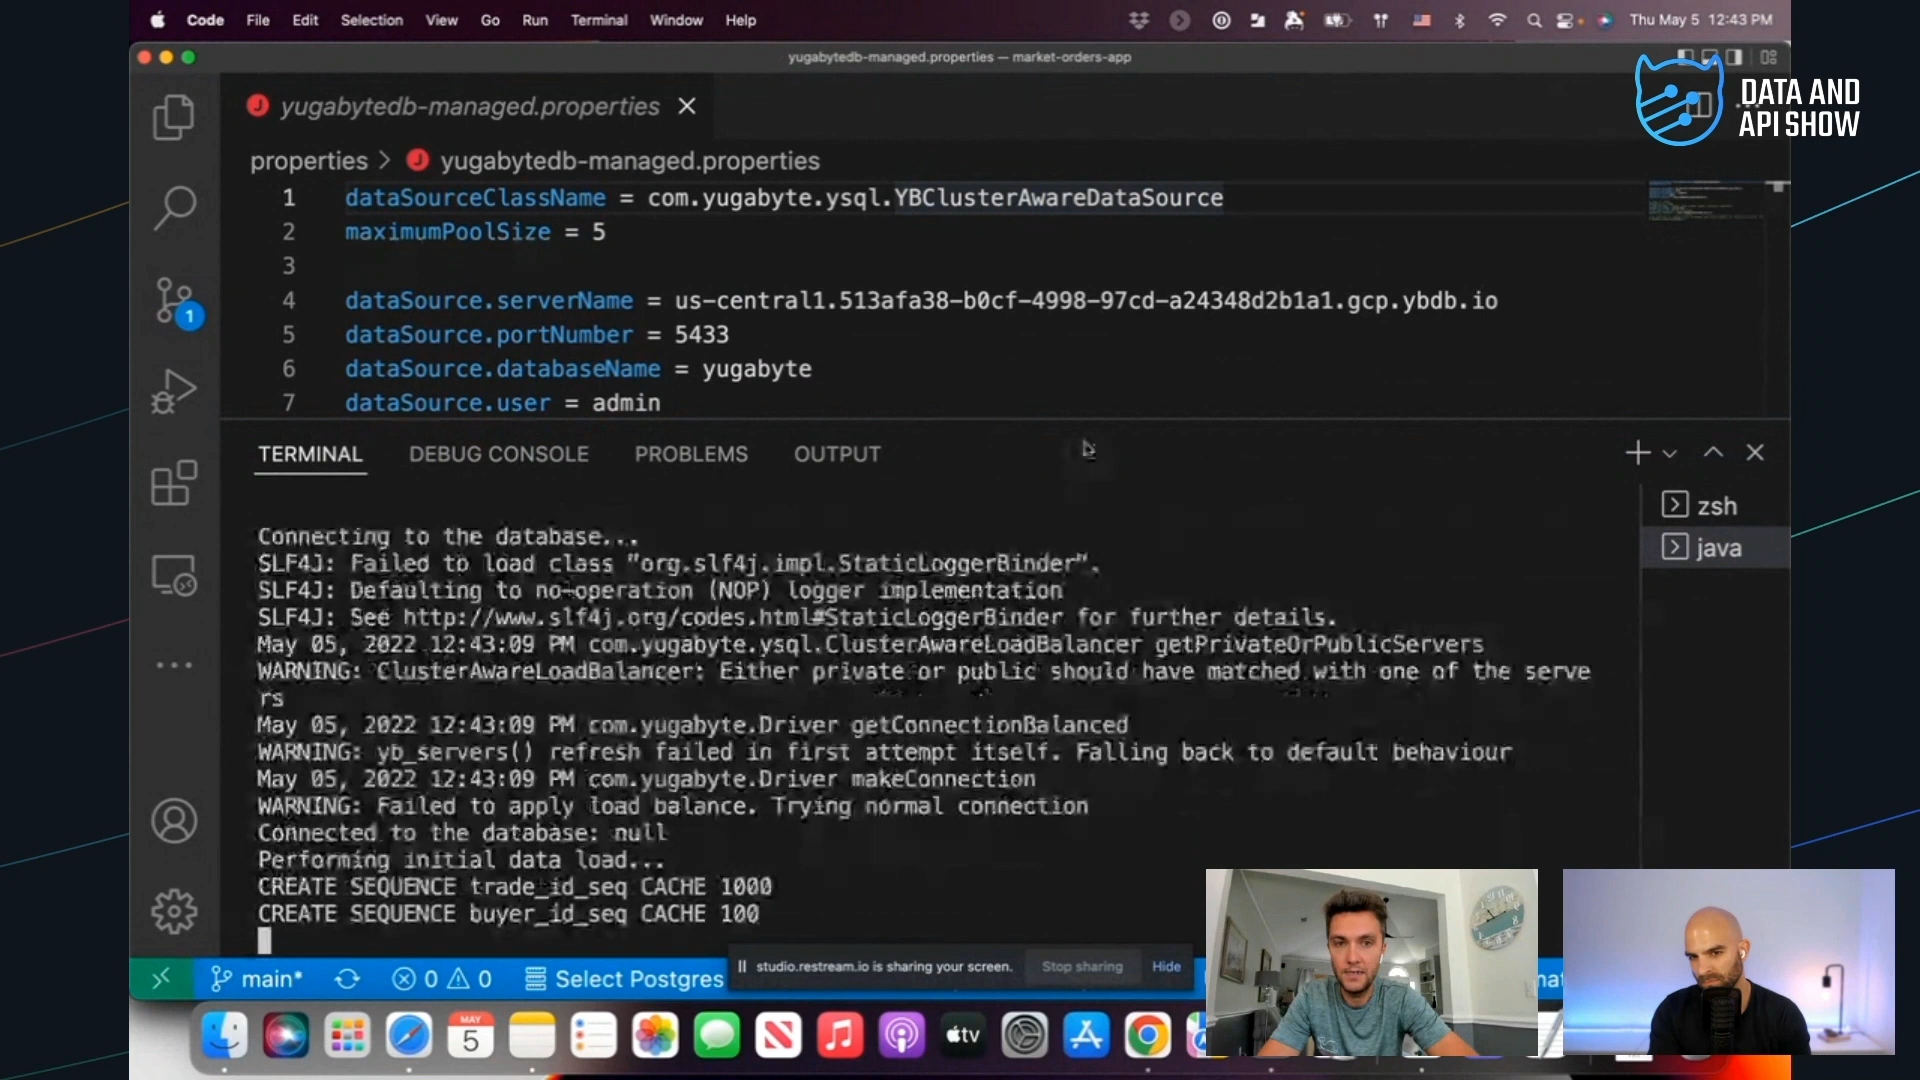 Code File Edit Selection View Go Run Terminal Window Help Thu May 5 12:43 PM
yugabytedb-managed.properties — market-orders-app
DATA AND
API SHOW
yugabytedb-managed.properties
properties > yugabytedb-managed.properties
1 dataSourceClassName = com.yugabyte.ysql.YBClusterAwareDataSource
2 maximumPoolSize = 5
3
4 dataSource.serverName = us-central1.513afa38-b0cf-4998-97cd-a24348d2b1a1.gcp.ybdb.io
5 dataSource.portNumber = 5433
6 dataSource.databaseName = yugabyte
7 dataSource.user = admin
1
TERMINAL DEBUG CONSOLE PROBLEMS OUTPUT
zsh
java
Connecting to the database...
SLF4J: Failed to load class "org.slf4j.impl.StaticLoggerBinder".
SLF4J: Defaulting to no-operation (NOP) logger implementation
SLF4J: See http://www.slf4j.org/codes.html#StaticLoggerBinder for further details.
May 05, 2022 12:43:09 PM com.yugabyte.ysql.ClusterAwareLoadBalancer getPrivateOrPublicServers
WARNING: ClusterAwareLoadBalancer: Either private or public should have matched with one of the serve
rs
May 05, 2022 12:43:09 PM com.yugabyte.Driver getConnectionBalanced
WARNING: yb_servers() refresh failed in first attempt itself. Falling back to default behaviour
May 05, 2022 12:43:09 PM com.yugabyte.Driver makeConnection
WARNING: Failed to apply load balance. Trying normal connection
Connected to the database: null
Performing initial data load...
CREATE SEQUENCE trade_id_seq CACHE 1000
CREATE SEQUENCE buyer_id_seq CACHE 100
studio.restream.io is sharing your screen. Stop sharing Hide
main* 0 0 Select Postgres
MAY
5
tv